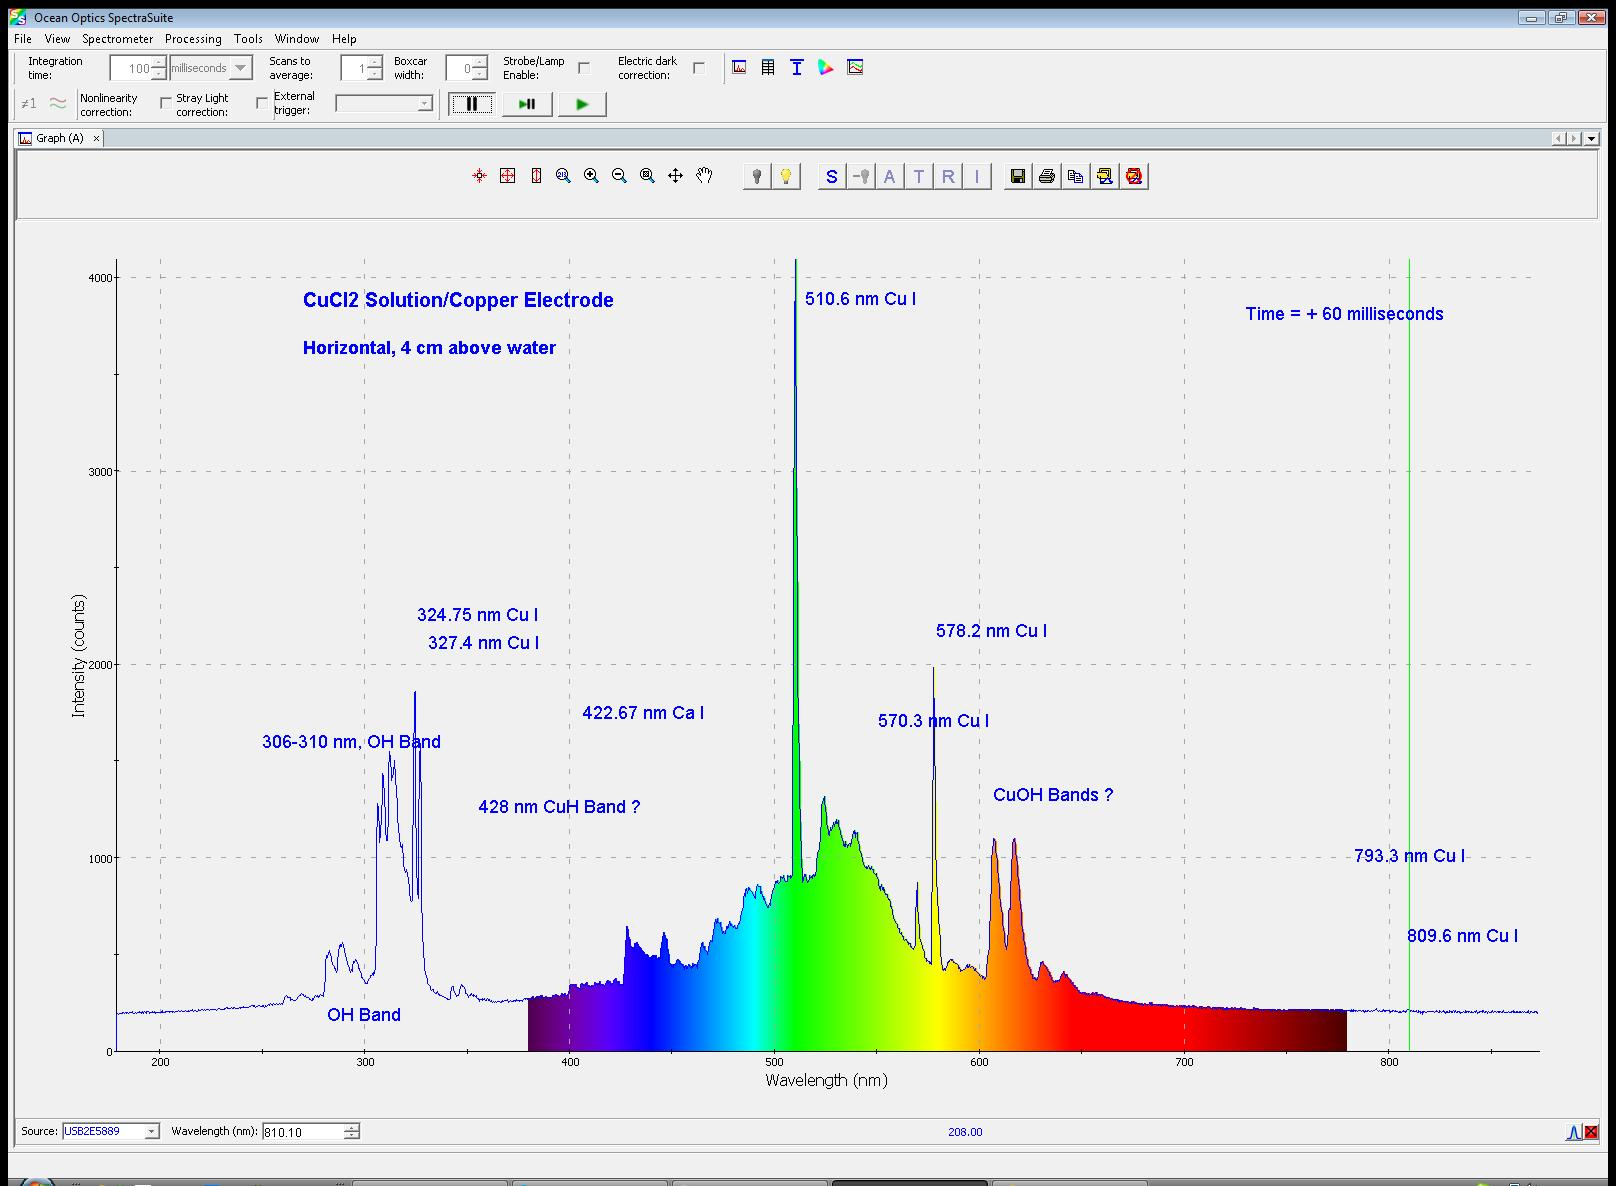 Ocean Optics SpectraSuite
File View Spectrometer Processing Tools Window Help
Integration time: 100 milliseconds Scans to average: 1 Boxcar width: 0 Strobe/Lamp Enable: Electric dark correction:
≠1 Nonlinearity correction: Stray Light correction: External trigger:
Graph (A) ×
S A T R I
4000
3000
2000
1000
0
Intensity (counts)
CuCl2 Solution/Copper Electrode
510.6 nm Cu I
Time = + 60 milliseconds
Horizontal, 4 cm above water
324.75 nm Cu I
327.4 nm Cu I
578.2 nm Cu I
422.67 nm Ca I
570.3 nm Cu I
306-310 nm, OH Band
428 nm CuH Band ?
CuOH Bands ?
793.3 nm Cu I
809.6 nm Cu I
OH Band
200 300 400 500 600 700 800
Wavelength (nm)
Source: USB2E5889 Wavelength (nm): 810.10 208.00